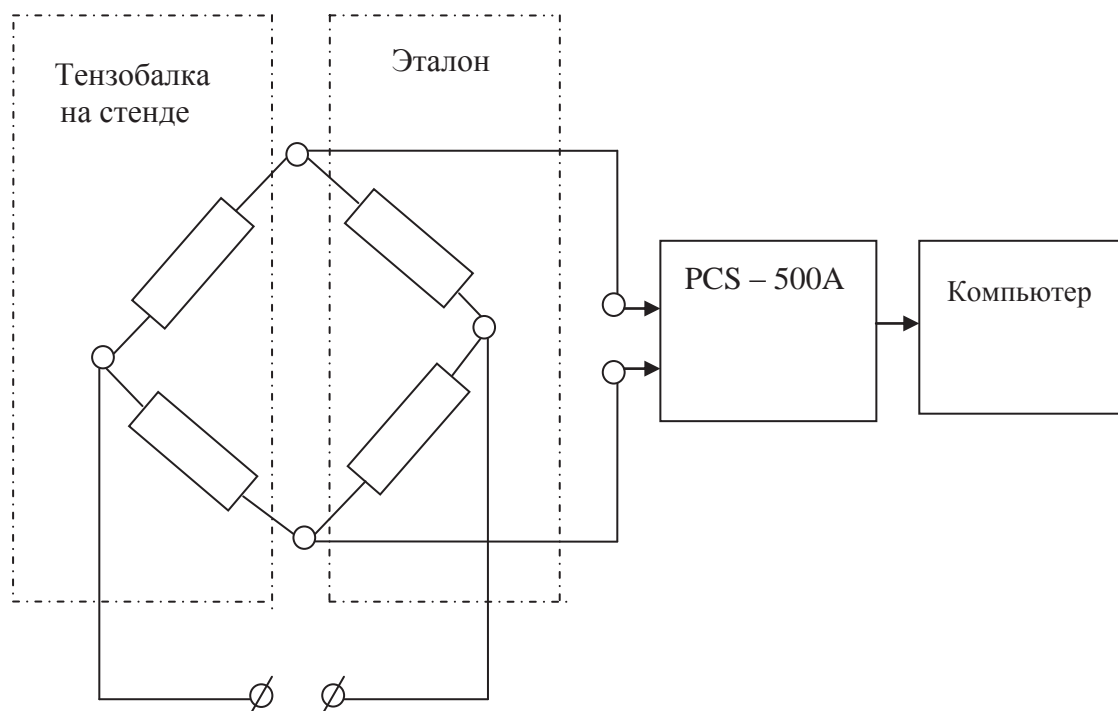 Тензобалка
на стенде
Эталон
PCS – 500A
Компьютер